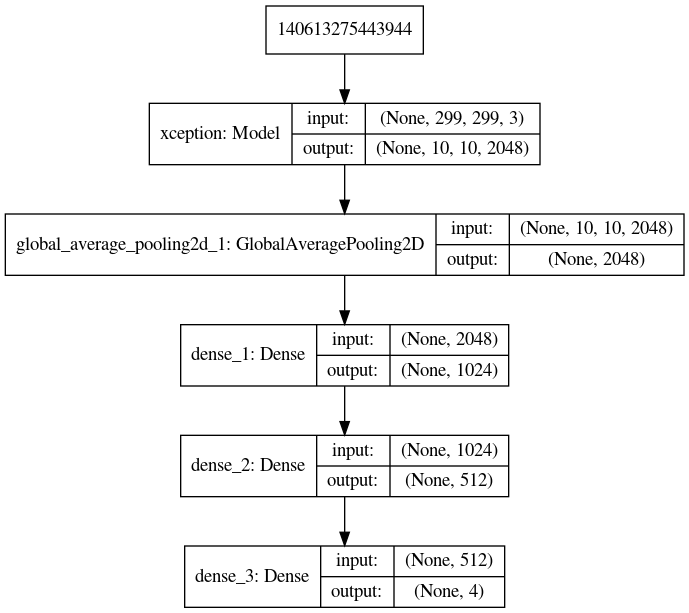 140613275443944
xception: Model
input: (None, 299, 299, 3)
output: (None, 10, 10, 2048)
global_average_pooling2d_1: GlobalAveragePooling2D
input: (None, 10, 10, 2048)
output: (None, 2048)
dense_1: Dense
input: (None, 2048)
output: (None, 1024)
dense_2: Dense
input: (None, 1024)
output: (None, 512)
dense_3: Dense
input: (None, 512)
output: (None, 4)